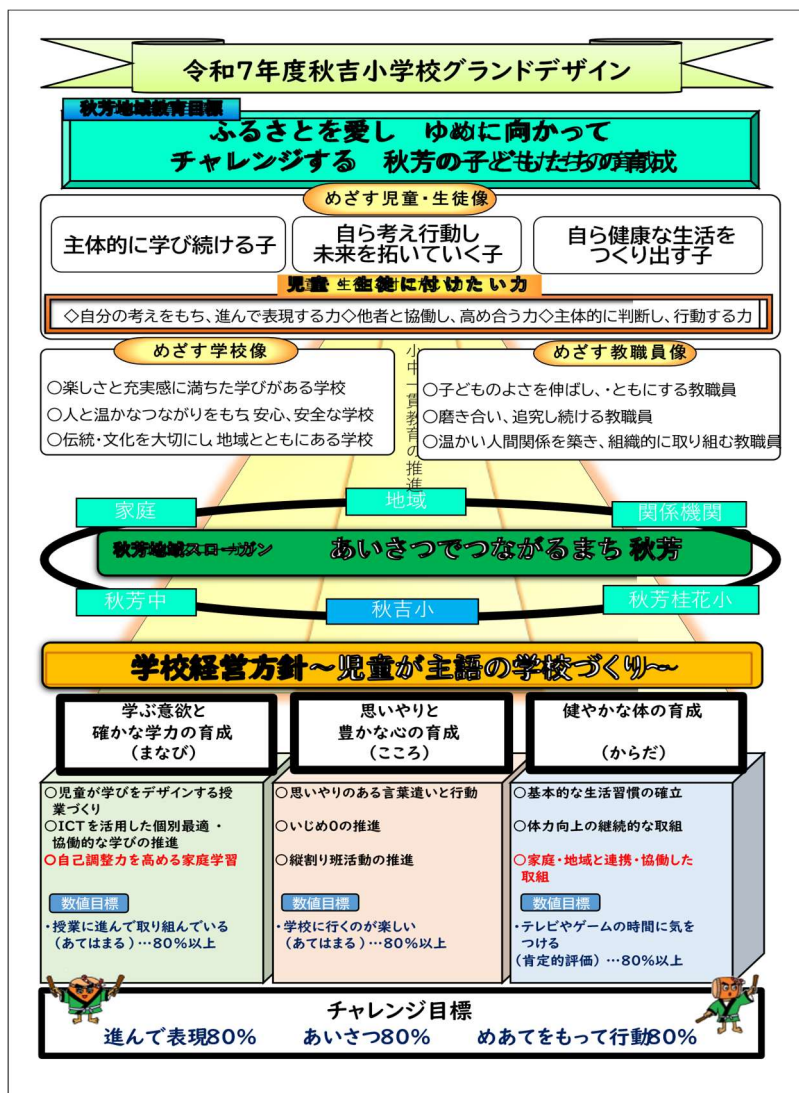 令和7年度秋吉小学校グランドデザイン
秋芳地域教育目標
ふるさとを愛し　ゆめに向かって
チャレンジする　秋芳の子どもたちの育成
めざす児童・生徒像
主体的に学び続ける子
自ら考え行動し
未来を拓いていく子
自ら健康な生活を
つくり出す子
児童・生徒に付けたい力
◇自分の考えをもち、進んで表現する力◇他者と協働し、高め合う力◇主体的に判断し、行動する力
めざす学校像
○楽しさと充実感に満ちた学びがある学校
○人と温かなつながりをもち、安心、安全な学校
○伝統・文化を大切にし、地域とともにある学校
小中一貫教育の推進
めざす教職員像
○子どものよさを伸ばし、・ともにする教職員
○磨き合い、追究し続ける教職員
○温かい人間関係を築き、組織的に取り組む教職員
家庭
地域
関係機関
秋芳地域スローガン　あいさつでつながるまち 秋芳
秋芳中
秋吉小
秋芳桂花小
学校経営方針～児童が主語の学校づくり～
学ぶ意欲と
確かな学力の育成
(まなび)
○児童が学びをデザインする授
業づくり
○ICTを活用した個別最適・
協働的な学びの推進
○自己調整力を高める家庭学習
数値目標
・授業に進んで取り組んでいる
(あてはまる)…80%以上
思いやりと
豊かな心の育成
(こころ)
○思いやりのある言葉遣いと行動
○いじめ0の推進
○縦割り班活動の推進
数値目標
・学校に行くのが楽しい
(あてはまる)…80%以上
健やかな体の育成
(からだ)
○基本的な生活習慣の確立
○体力向上の継続的な取組
○家庭・地域と連携・協働した
取組
数値目標
・テレビやゲームの時間に気を
つける
(肯定的評価)…80%以上
チャレンジ目標
進んで表現80%　あいさつ80%　めあてをもって行動80%